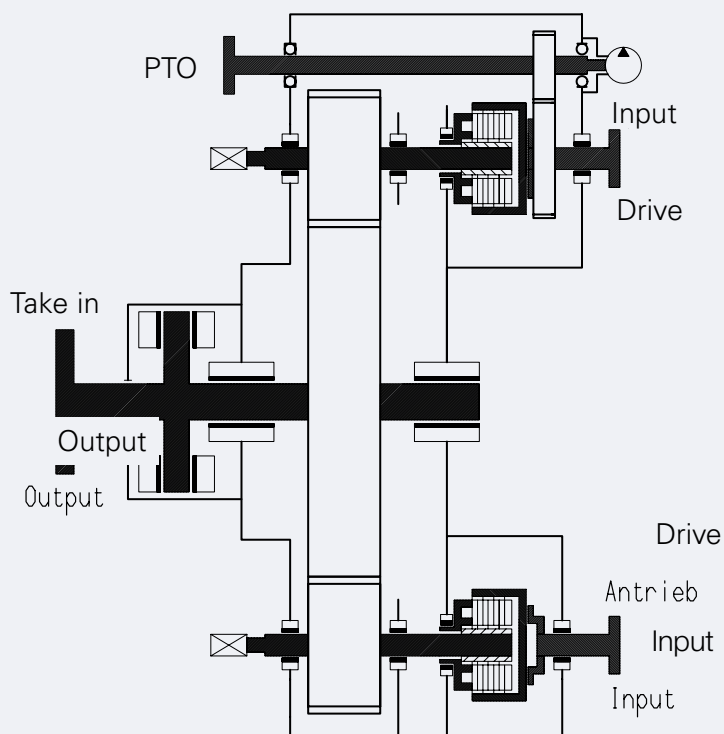 PTO
Input
Drive
Take in
Output
Output
Drive
Antrieb
Input
Input